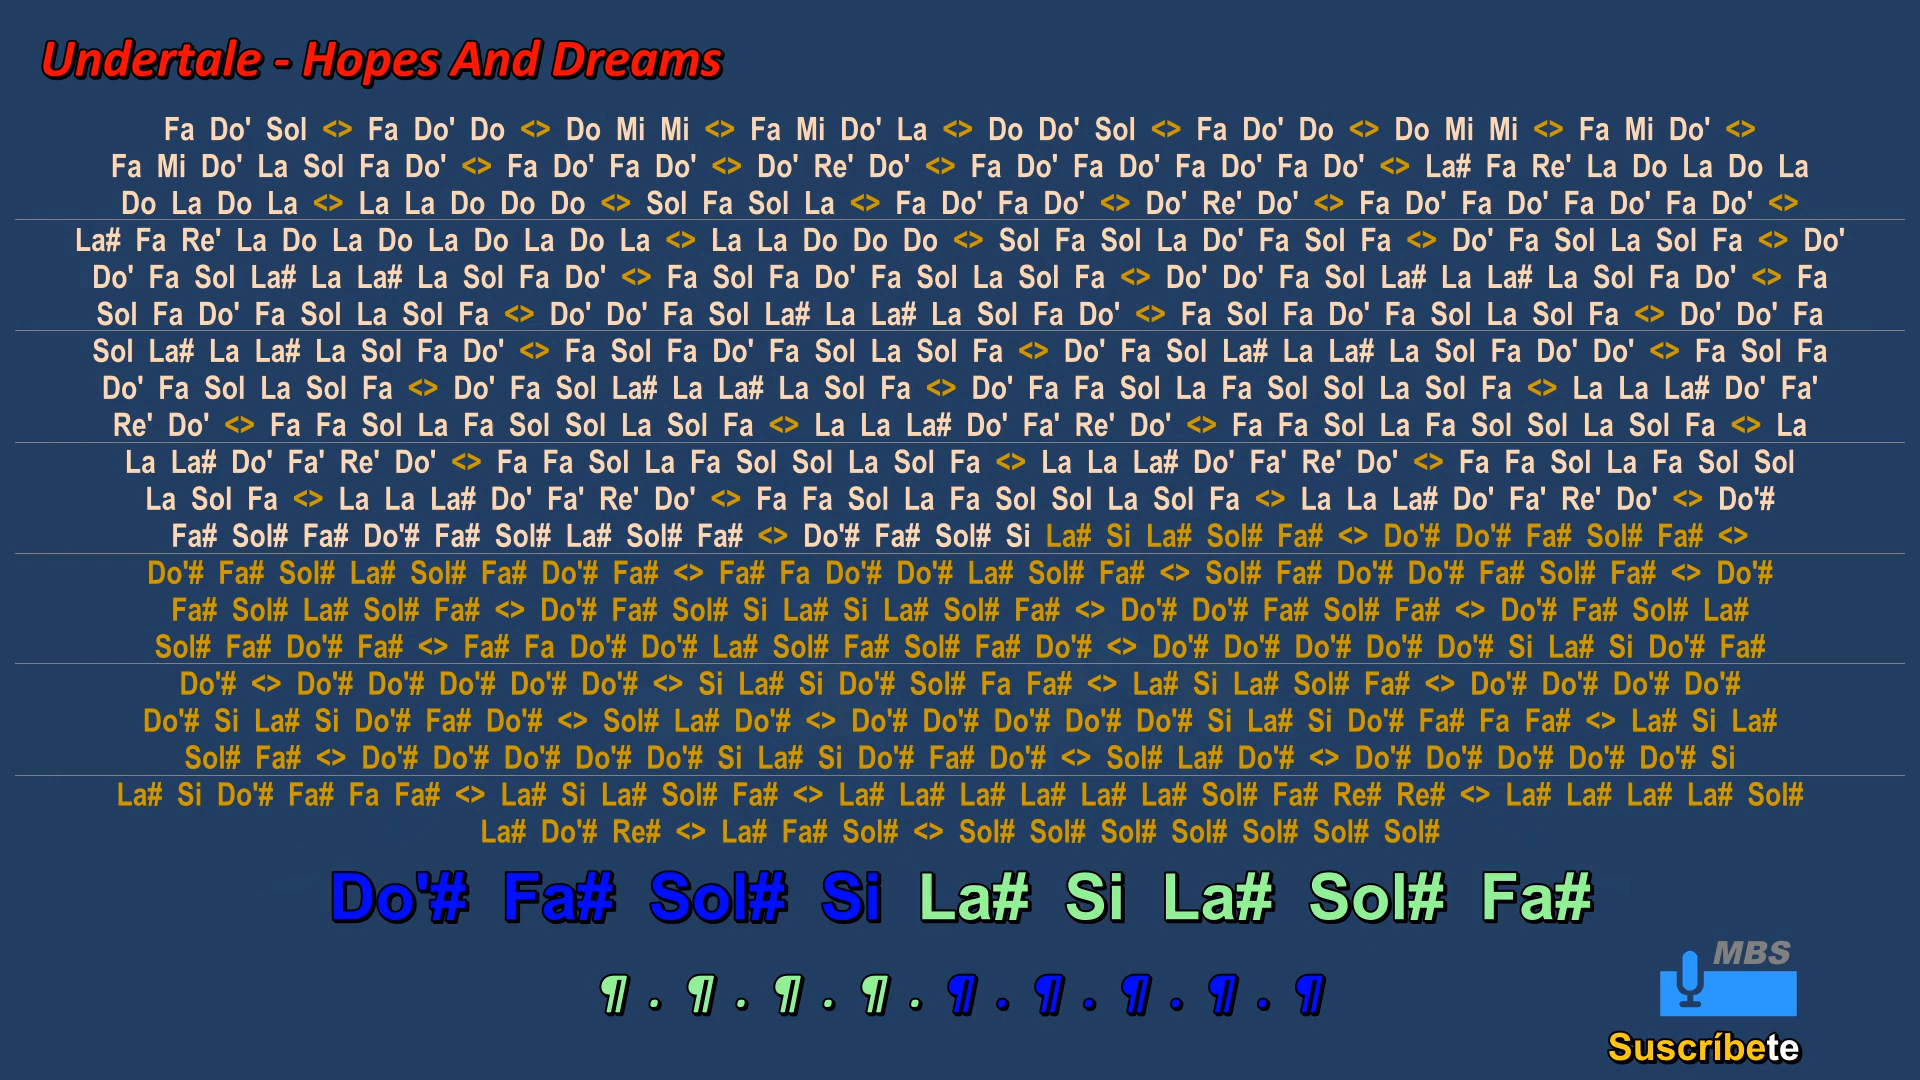 Undertale - Hopes And Dreams
Fa Do' Sol <> Fa Do' Do <> Do Mi Mi <> Fa Mi Do' La <> Do Do' Sol <> Fa Do' Do <> Do Mi Mi <> Fa Mi Do' <>
Fa Mi Do' La Sol Fa Do' <> Fa Do' Fa Do' <> Do' Re' Do' <> Fa Do' Fa Do' Fa Do' Fa Do' <> La# Fa Re' La Do La Do La
Do La Do La <> La La Do Do Do <> Sol Fa Sol La <> Fa Do' Fa Do' <> Do' Re' Do' <> Fa Do' Fa Do' Fa Do' Fa Do' <>
La# Fa Re' La Do La Do La Do La Do La <> La La Do Do Do <> Sol Fa Sol La Do' Fa Sol Fa <> Do' Fa Sol La Sol Fa <> Do'
Do' Fa Sol La# La La# La Sol Fa Do' <> Fa Sol Fa Do' Fa Sol La Sol Fa <> Do' Do' Fa Sol La# La La# La Sol Fa Do' <> Fa
Sol Fa Do' Fa Sol La Sol Fa <> Do' Do' Fa Sol La# La La# La Sol Fa Do' <> Fa Sol Fa Do' Fa Sol La Sol Fa <> Do' Do' Fa
Sol La# La La# La Sol Fa Do' <> Fa Sol Fa Do' Fa Sol La Sol Fa <> Do' Fa Sol La# La La# La Sol Fa Do' Do' <> Fa Sol Fa
Do' Fa Sol La Sol Fa <> Do' Fa Sol La# La La# La Sol Fa <> Do' Fa Fa Sol La Fa Sol Sol La Sol Fa <> La La La# Do' Fa'
Re' Do' <> Fa Fa Sol La Fa Sol Sol La Sol Fa <> La La La# Do' Fa' Re' Do' <> Fa Fa Sol La Fa Sol Sol La Sol Fa <> La
La La# Do' Fa' Re' Do' <> Fa Fa Sol La Fa Sol Sol La Sol Fa <> La La La# Do' Fa' Re' Do' <> Fa Fa Sol La Fa Sol Sol
La Sol Fa <> La La La# Do' Fa' Re' Do' <> Fa Fa Sol La Fa Sol Sol La Sol Fa <> La La La# Do' Fa' Re' Do' <> Do'#
Fa# Sol# Fa# Do'# Fa# Sol# La# Sol# Fa# <> Do'# Fa# Sol# Si La# Si La# Sol# Fa# <> Do'# Do'# Fa# Sol# Fa# <>
Do'# Fa# Sol# La# Sol# Fa# Do'# Fa# <> Fa# Fa Do'# Do'# La# Sol# Fa# <> Sol# Fa# Do'# Do'# Fa# Sol# Fa# <> Do'#
Fa# Sol# La# Sol# Fa# <> Do'# Fa# Sol# Si La# Si La# Sol# Fa# <> Do'# Do'# Fa# Sol# Fa# <> Do'# Fa# Sol# La#
Sol# Fa# Do'# Fa# <> Fa# Fa Do'# Do'# La# Sol# Fa# Sol# Fa# Do'# <> Do'# Do'# Do'# Do'# Do'# Si La# Si Do'# Fa#
Do'# <> Do'# Do'# Do'# Do'# Do'# <> Si La# Si Do'# Sol# Fa Fa# <> La# Si La# Sol# Fa# <> Do'# Do'# Do'# Do'#
Do'# Si La# Si Do'# Fa# Do'# <> Sol# La# Do'# <> Do'# Do'# Do'# Do'# Do'# Si La# Si Do'# Fa# Fa Fa# <> La# Si La#
Sol# Fa# <> Do'# Do'# Do'# Do'# Do'# Si La# Si Do'# Fa# Do'# <> Sol# La# Do'# <> Do'# Do'# Do'# Do'# Do'# Si
La# Si Do'# Fa# Fa Fa# <> La# Si La# Sol# Fa# <> La# La# La# La# La# La# Sol# Fa# Re# Re# <> La# La# La# La# Sol#
La# Do'# Re# <> La# Fa# Sol# <> Sol# Sol# Sol# Sol# Sol# Sol# Sol#
Do'# Fa# Sol# Si La# Si La# Sol# Fa#
¶ . ¶ . ¶ . ¶ . ¶ . ¶ . ¶ . ¶ . ¶
MBS
Suscríbete